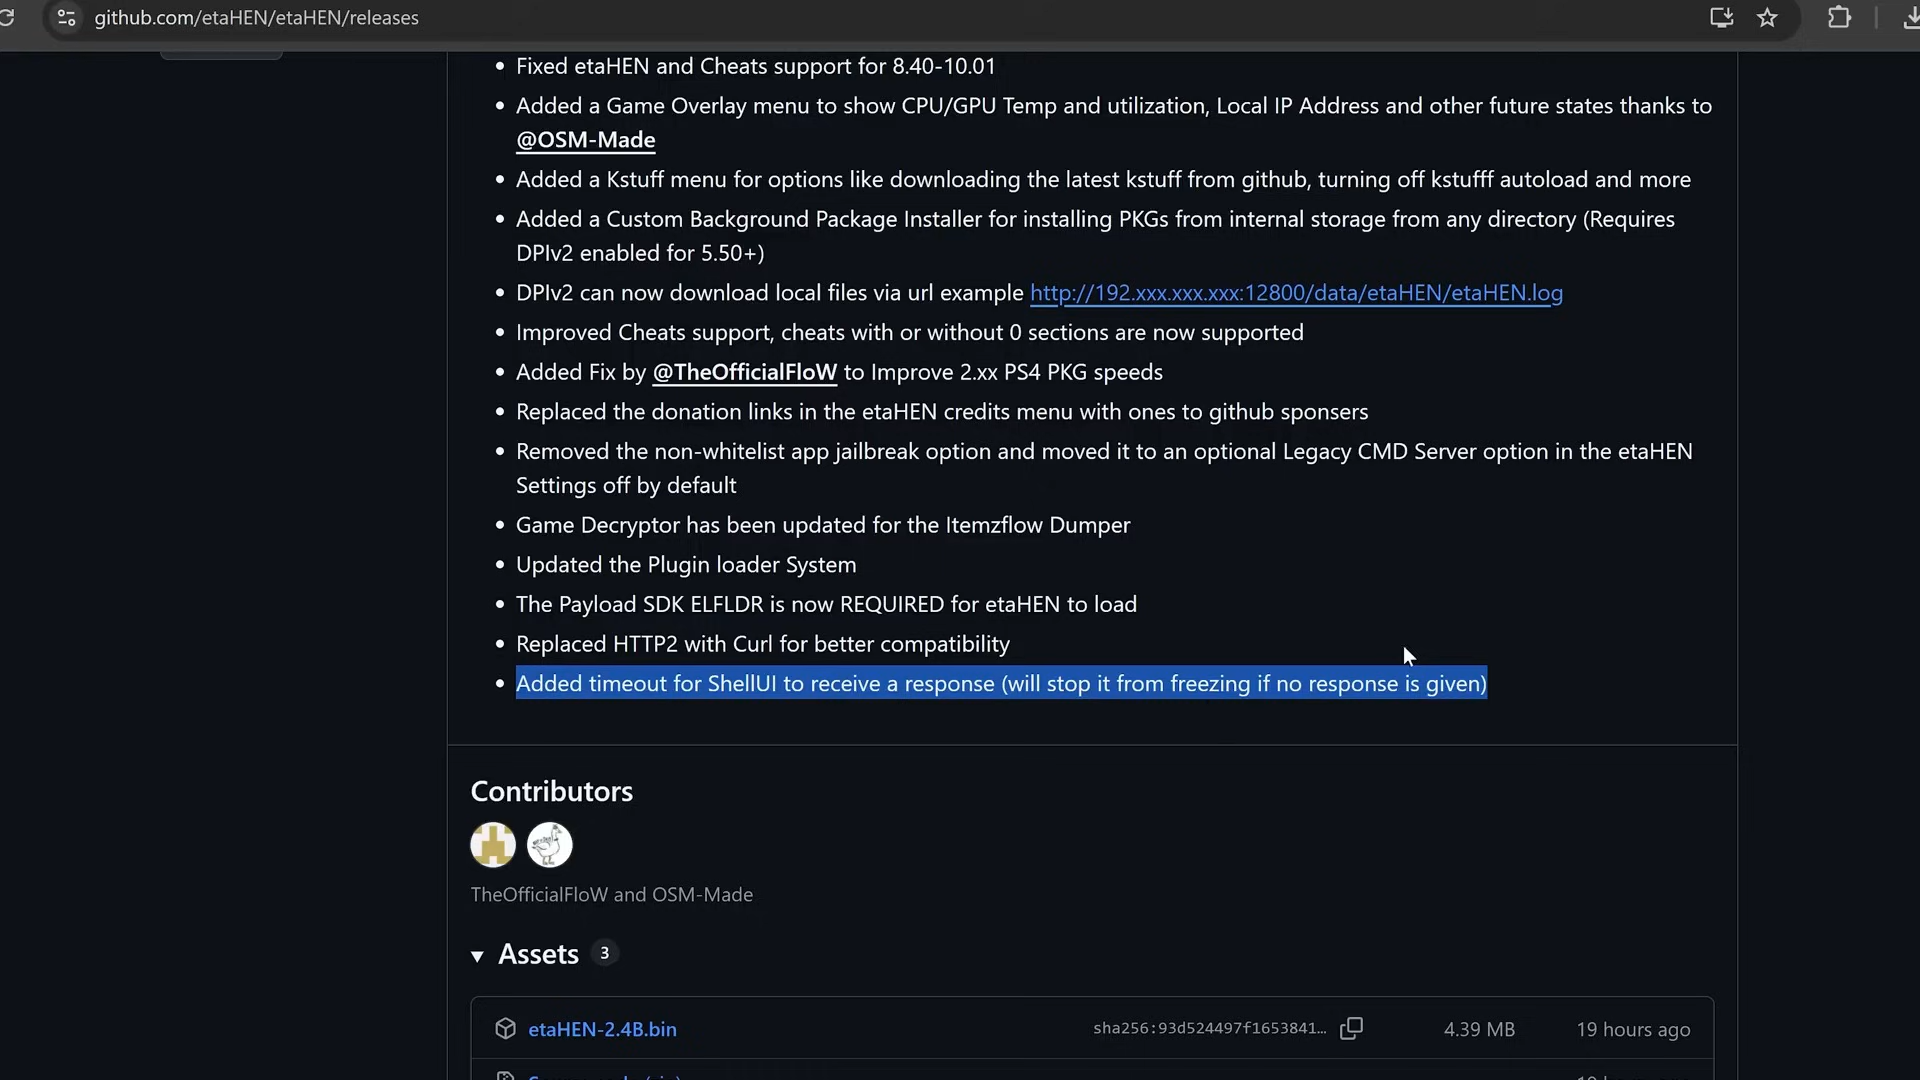 github.com/etaHEN/etaHEN/releases
• Fixed etaHEN and Cheats support for 8.40-10.01
• Added a Game Overlay menu to show CPU/GPU Temp and utilization, Local IP Address and other future states thanks to
@OSM-Made
• Added a Kstuff menu for options like downloading the latest kstuff from github, turning off kstufff autoload and more
• Added a Custom Background Package Installer for installing PKGs from internal storage from any directory (Requires
DPIv2 enabled for 5.50+)
• DPIv2 can now download local files via url example http://192.xxx.xxx.xxx:12800/data/etaHEN/etaHEN.log
• Improved Cheats support, cheats with or without 0 sections are now supported
• Added Fix by @TheOfficialFloW to Improve 2.xx PS4 PKG speeds
• Replaced the donation links in the etaHEN credits menu with ones to github sponsers
• Removed the non-whitelist app jailbreak option and moved it to an optional Legacy CMD Server option in the etaHEN
Settings off by default
• Game Decryptor has been updated for the Itemzflow Dumper
• Updated the Plugin loader System
• The Payload SDK ELFLDR is now REQUIRED for etaHEN to load
• Replaced HTTP2 with Curl for better compatibility
• Added timeout for ShellUI to receive a response (will stop it from freezing if no response is given)
Contributors
TheOfficialFloW and OSM-Made
Assets 3
etaHEN-2.4B.bin sha256:93d524497f1653841… 4.39 MB 19 hours ago